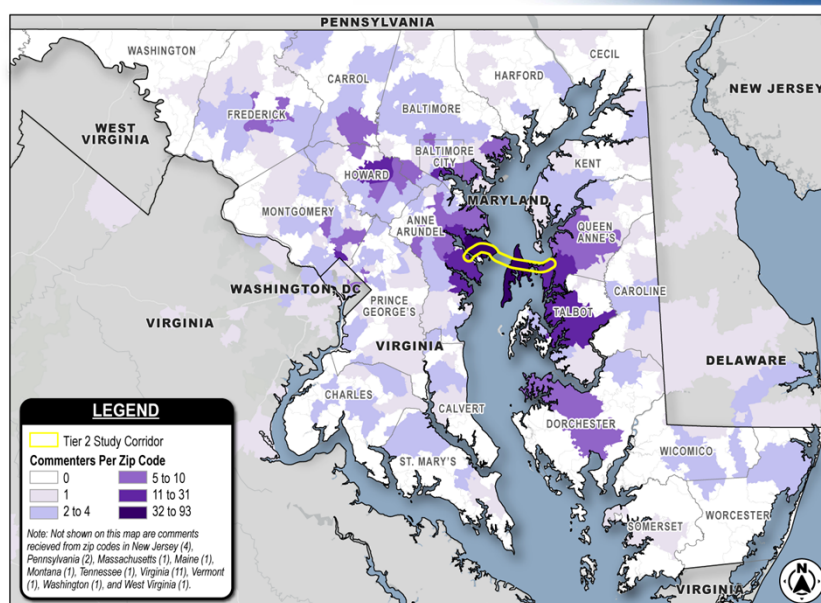 PENNSYLVANIA
WASHINGTON
CARROL
HARFORD
CECIL
NEW JERSEY
FREDERICK
BALTIMORE
WEST
VIRGINIA
BALTIMORE
CITY
KENT
HOWARD
MARYLAND
MONTGOMERY
ANNE
ARUNDEL
QUEEN
ANNE'S
WASHINGTON, DC
PRINCE
GEORGE'S
CAROLINE
VIRGINIA
TALBOT
VIRGINIA
DELAWARE
CHARLES
CALVERT
DORCHESTER
ST. MARY'S
WICOMICO
SOMERSET
WORCESTER
VIRGINIA
N
LEGEND
Tier 2 Study Corridor
Commenters Per Zip Code
0
1
2 to 4
5 to 10
11 to 31
32 to 93
Note: Not shown on this map are comments
recieved from zip codes in New Jersey (4),
Pennsylvania (2), Massachusetts (1), Maine (1),
Montana (1), Tennessee (1), Virginia (11), Vermont
(1), Washington (1), and West Virginia (1).